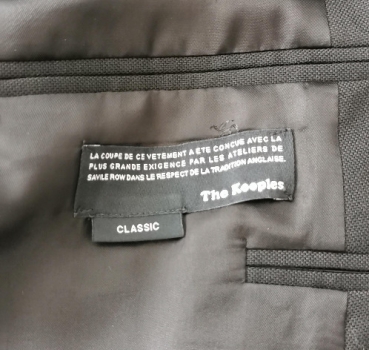 LA COUPE DE CE VETEMENT A ETE CONCUE AVEC LA
PLUS GRANDE EXIGENCE PAR LES ATELIERS DE
SAVILE ROW DANS LE RESPECT DE LA TRADITION ANGLAISE.
The Kooples
CLASSIC